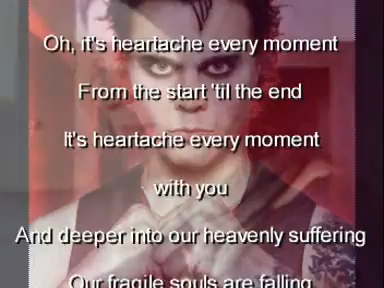 Oh, it's heartache every moment
From the start 'til the end
It's heartache every moment
with you
And deeper into our heavenly suffering
Our fragile souls are falling